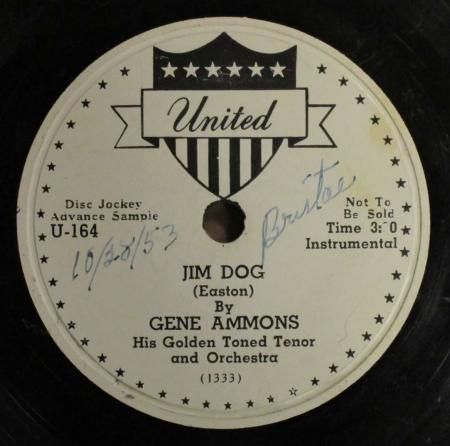 United
Disc Jockey
Advance Sample
U-164
Not To
Be Sold
Time
Instrumental
10/28/53
JIM DOG
(Easton)
By
GENE AMMONS
His Golden Toned Tenor
and Orchestra
(1333)